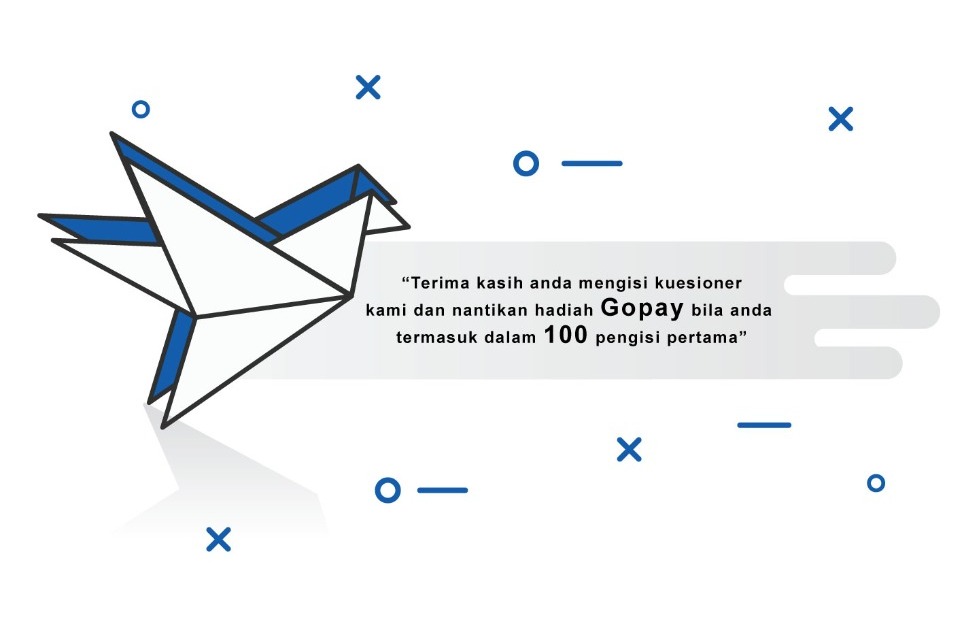 “Terima kasih anda mengisi kuesioner
kami dan nantikan hadiah Gopay bila anda
termasuk dalam 100 pengisi pertama”